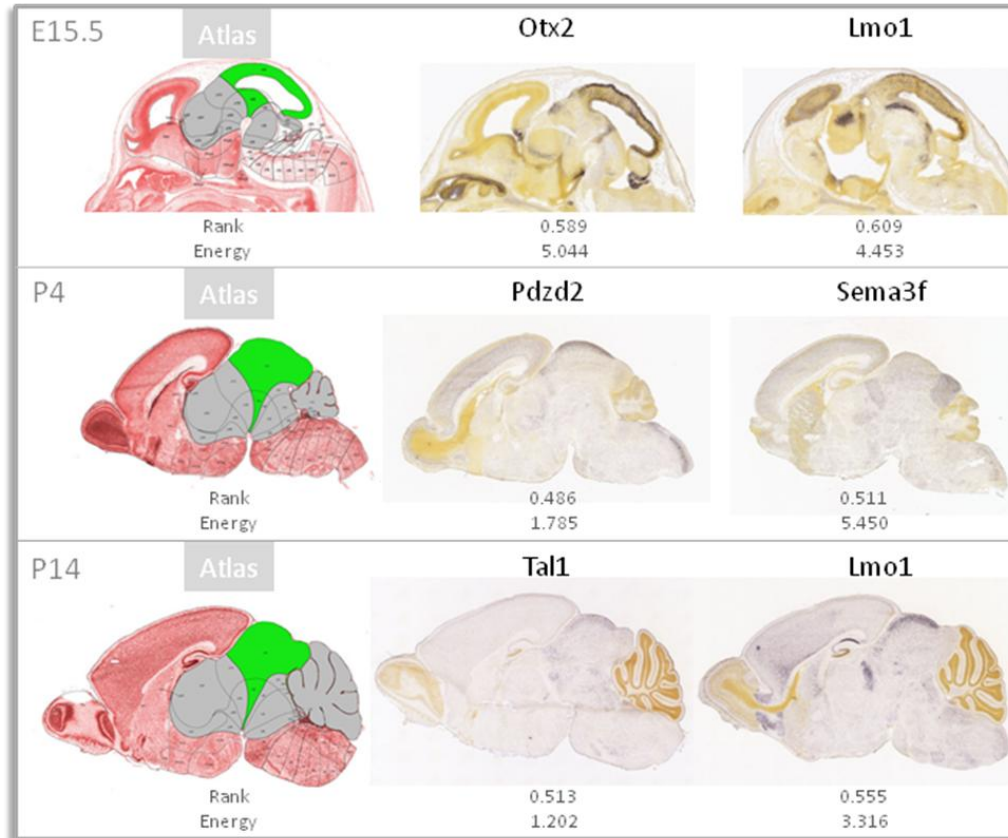 E15.5 Atlas Otx2 Lmo1
Rank 0.589 0.609
Energy 5.044 4.453
P4 Atlas Pdzd2 Sema3f
Rank 0.486 0.511
Energy 1.785 5.450
P14 Atlas Tal1 Lmo1
Rank 0.513 0.555
Energy 1.202 3.316